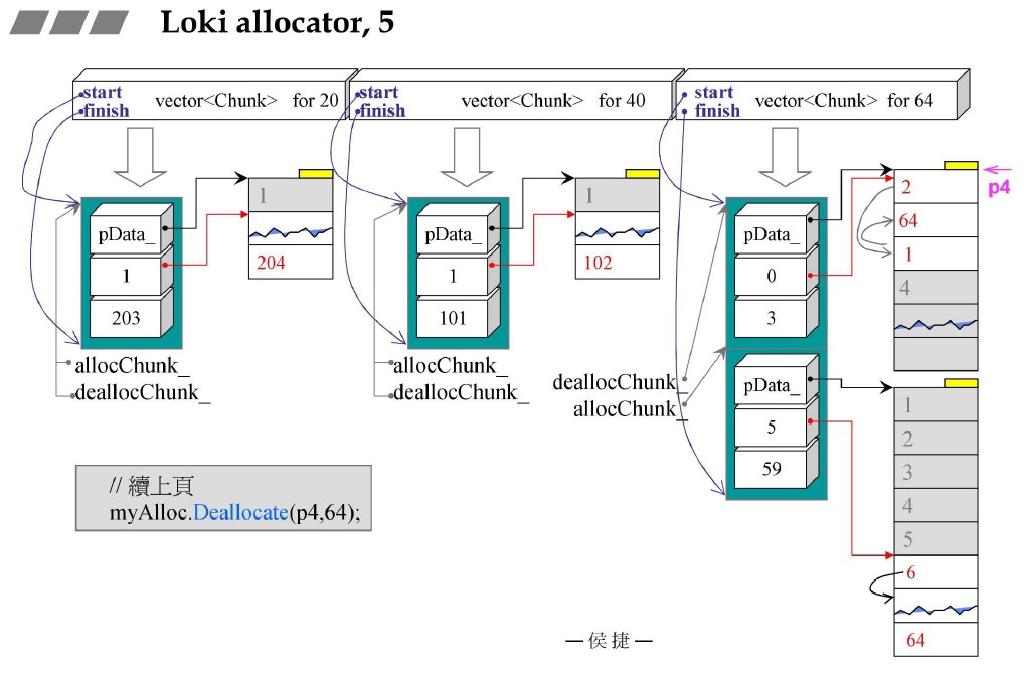 Loki allocator, 5
start
finish
vector<Chunk> for 20
start
finish
vector<Chunk> for 40
start
finish
vector<Chunk> for 64
pData_
1
203
1
204
allocChunk_
deallocChunk_
pData_
1
101
1
102
allocChunk_
deallocChunk_
pData_
0
3
pData_
5
59
deallocChunk_
allocChunk_
p4
2
64
1
4
1
2
3
4
5
6
64
// 續上頁
myAlloc.Deallocate(p4,64);
—侯捷—